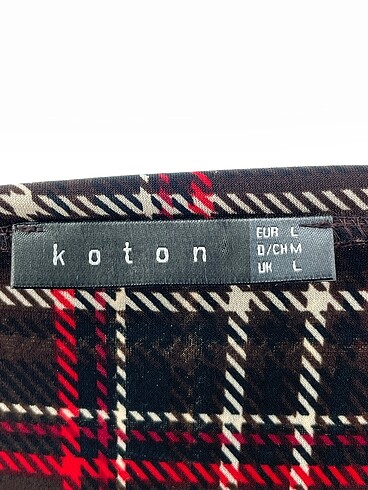 koton
EUR L
D/CH M
UK L